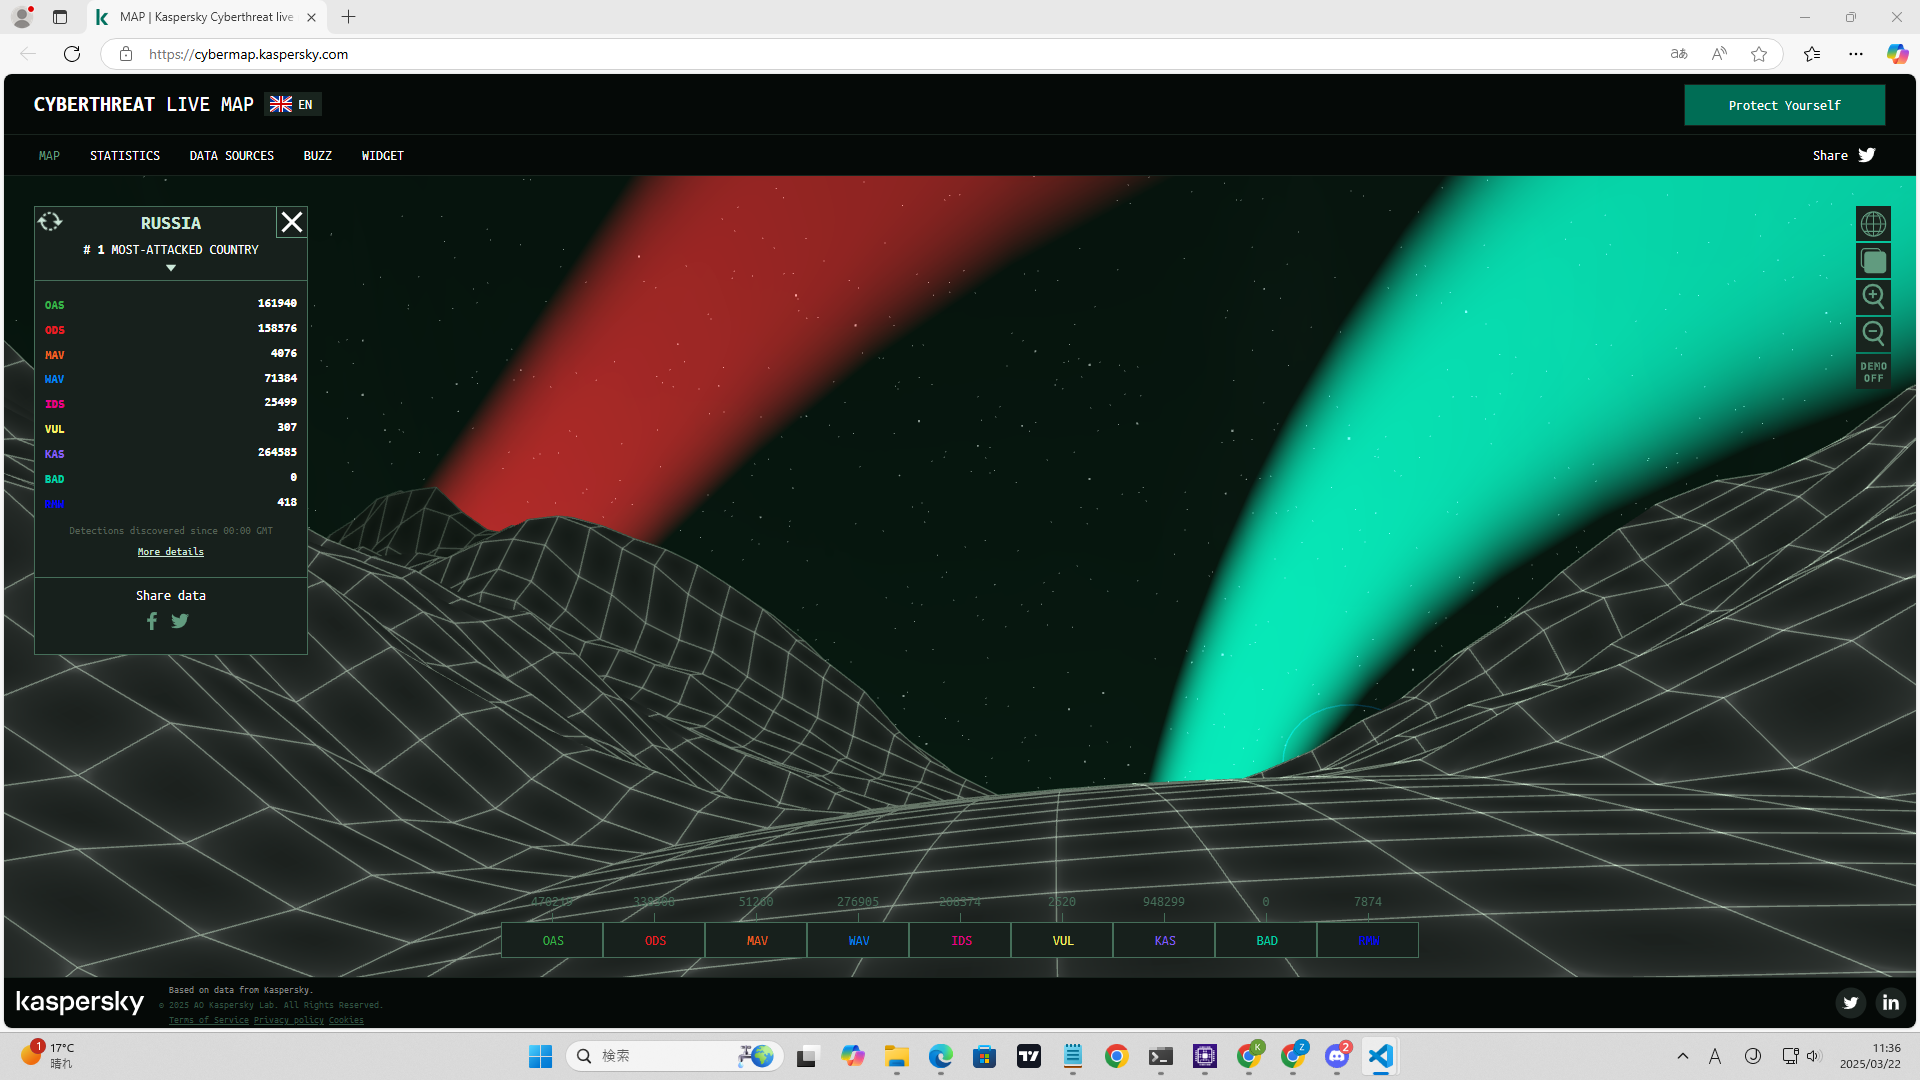 MAP | Kaspersky Cyberthreat live
https://cybermap.kaspersky.com
CYBERTHREAT LIVE MAP
EN
Protect Yourself
MAP
STATISTICS
DATA SOURCES
BUZZ
WIDGET
Share
RUSSIA
# 1 MOST-ATTACKED COUNTRY
OAS 161940
ODS 158576
MAV 4076
WAV 71384
IDS 25499
VUL 307
KAS 264585
BAD 0
RMW 418
Detections discovered since 00:00 GMT
More details
Share data
DEMO
OFF
276905 948299 0 7874
OAS ODS MAV WAV IDS VUL KAS BAD RMW
kaspersky
Based on data from Kaspersky.
© 2025 AO Kaspersky Lab. All Rights Reserved.
Terms of Service Privacy policy Cookies
1
17°C
晴れ
検索
K
Z
2
A
11:36
2025/03/22